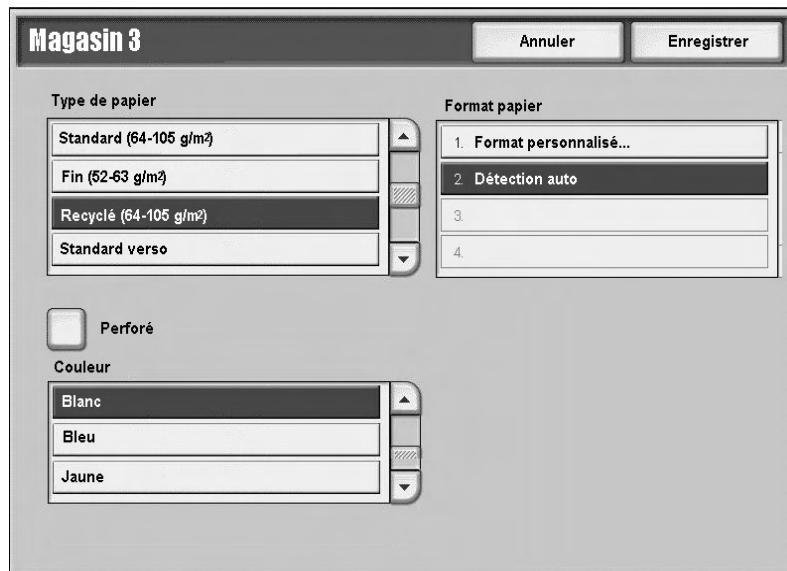 Magasin 3
Annuler
Enregistrer
Type de papier
Standard (64-105 g/m²)
Fin (52-63 g/m²)
Recyclé (64-105 g/m²)
Standard verso
Format papier
1. Format personnalisé...
2. Détection auto
3.
4.
Perforé
Couleur
Blanc
Bleu
Jaune